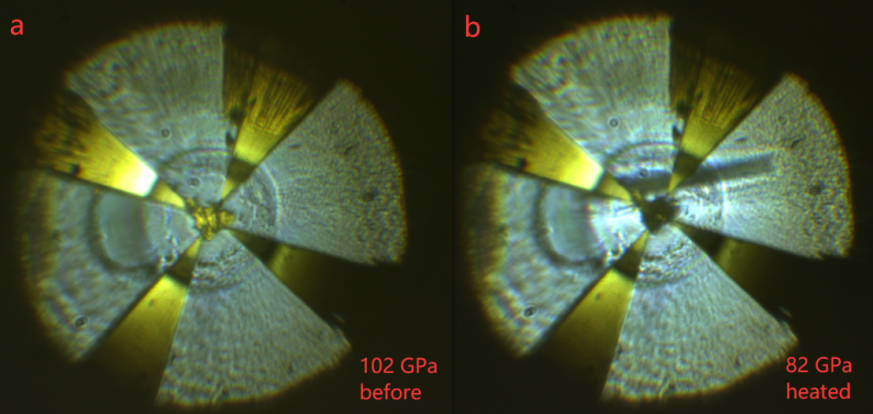 a
b
102 GPa
before
82 GPa
heated